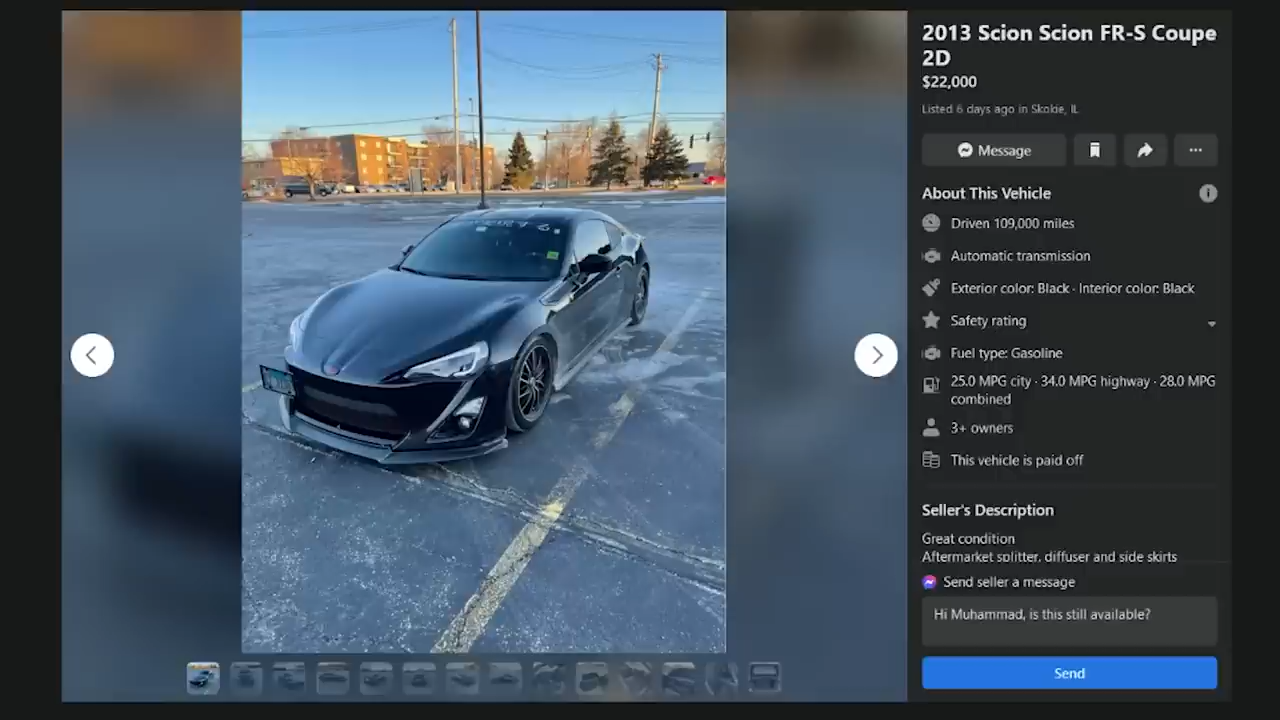 2013 Scion Scion FR-S Coupe
2D
$22,000
Listed 6 days ago in Skokie, IL
Message
About This Vehicle
Driven 109,000 miles
Automatic transmission
Exterior color: Black · Interior color: Black
Safety rating
Fuel type: Gasoline
25.0 MPG city · 34.0 MPG highway · 28.0 MPG
combined
3+ owners
This vehicle is paid off
Seller's Description
Great condition
Aftermarket splitter, diffuser and side skirts
Send seller a message
Hi Muhammad, is this still available?
Send